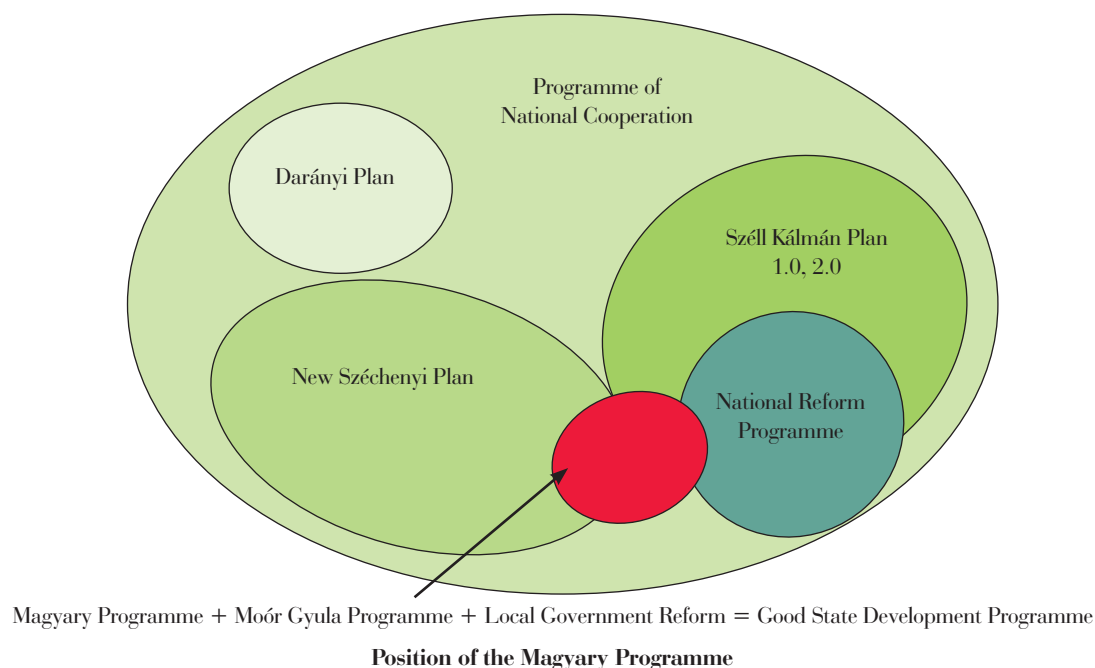 Programme of
National Cooperation
Darányi Plan
Széll Kálmán Plan
1.0, 2.0
New Széchenyi Plan
National Reform
Programme
Magyary Programme + Moór Gyula Programme + Local Government Reform = Good State Development Programme
Position of the Magyary Programme